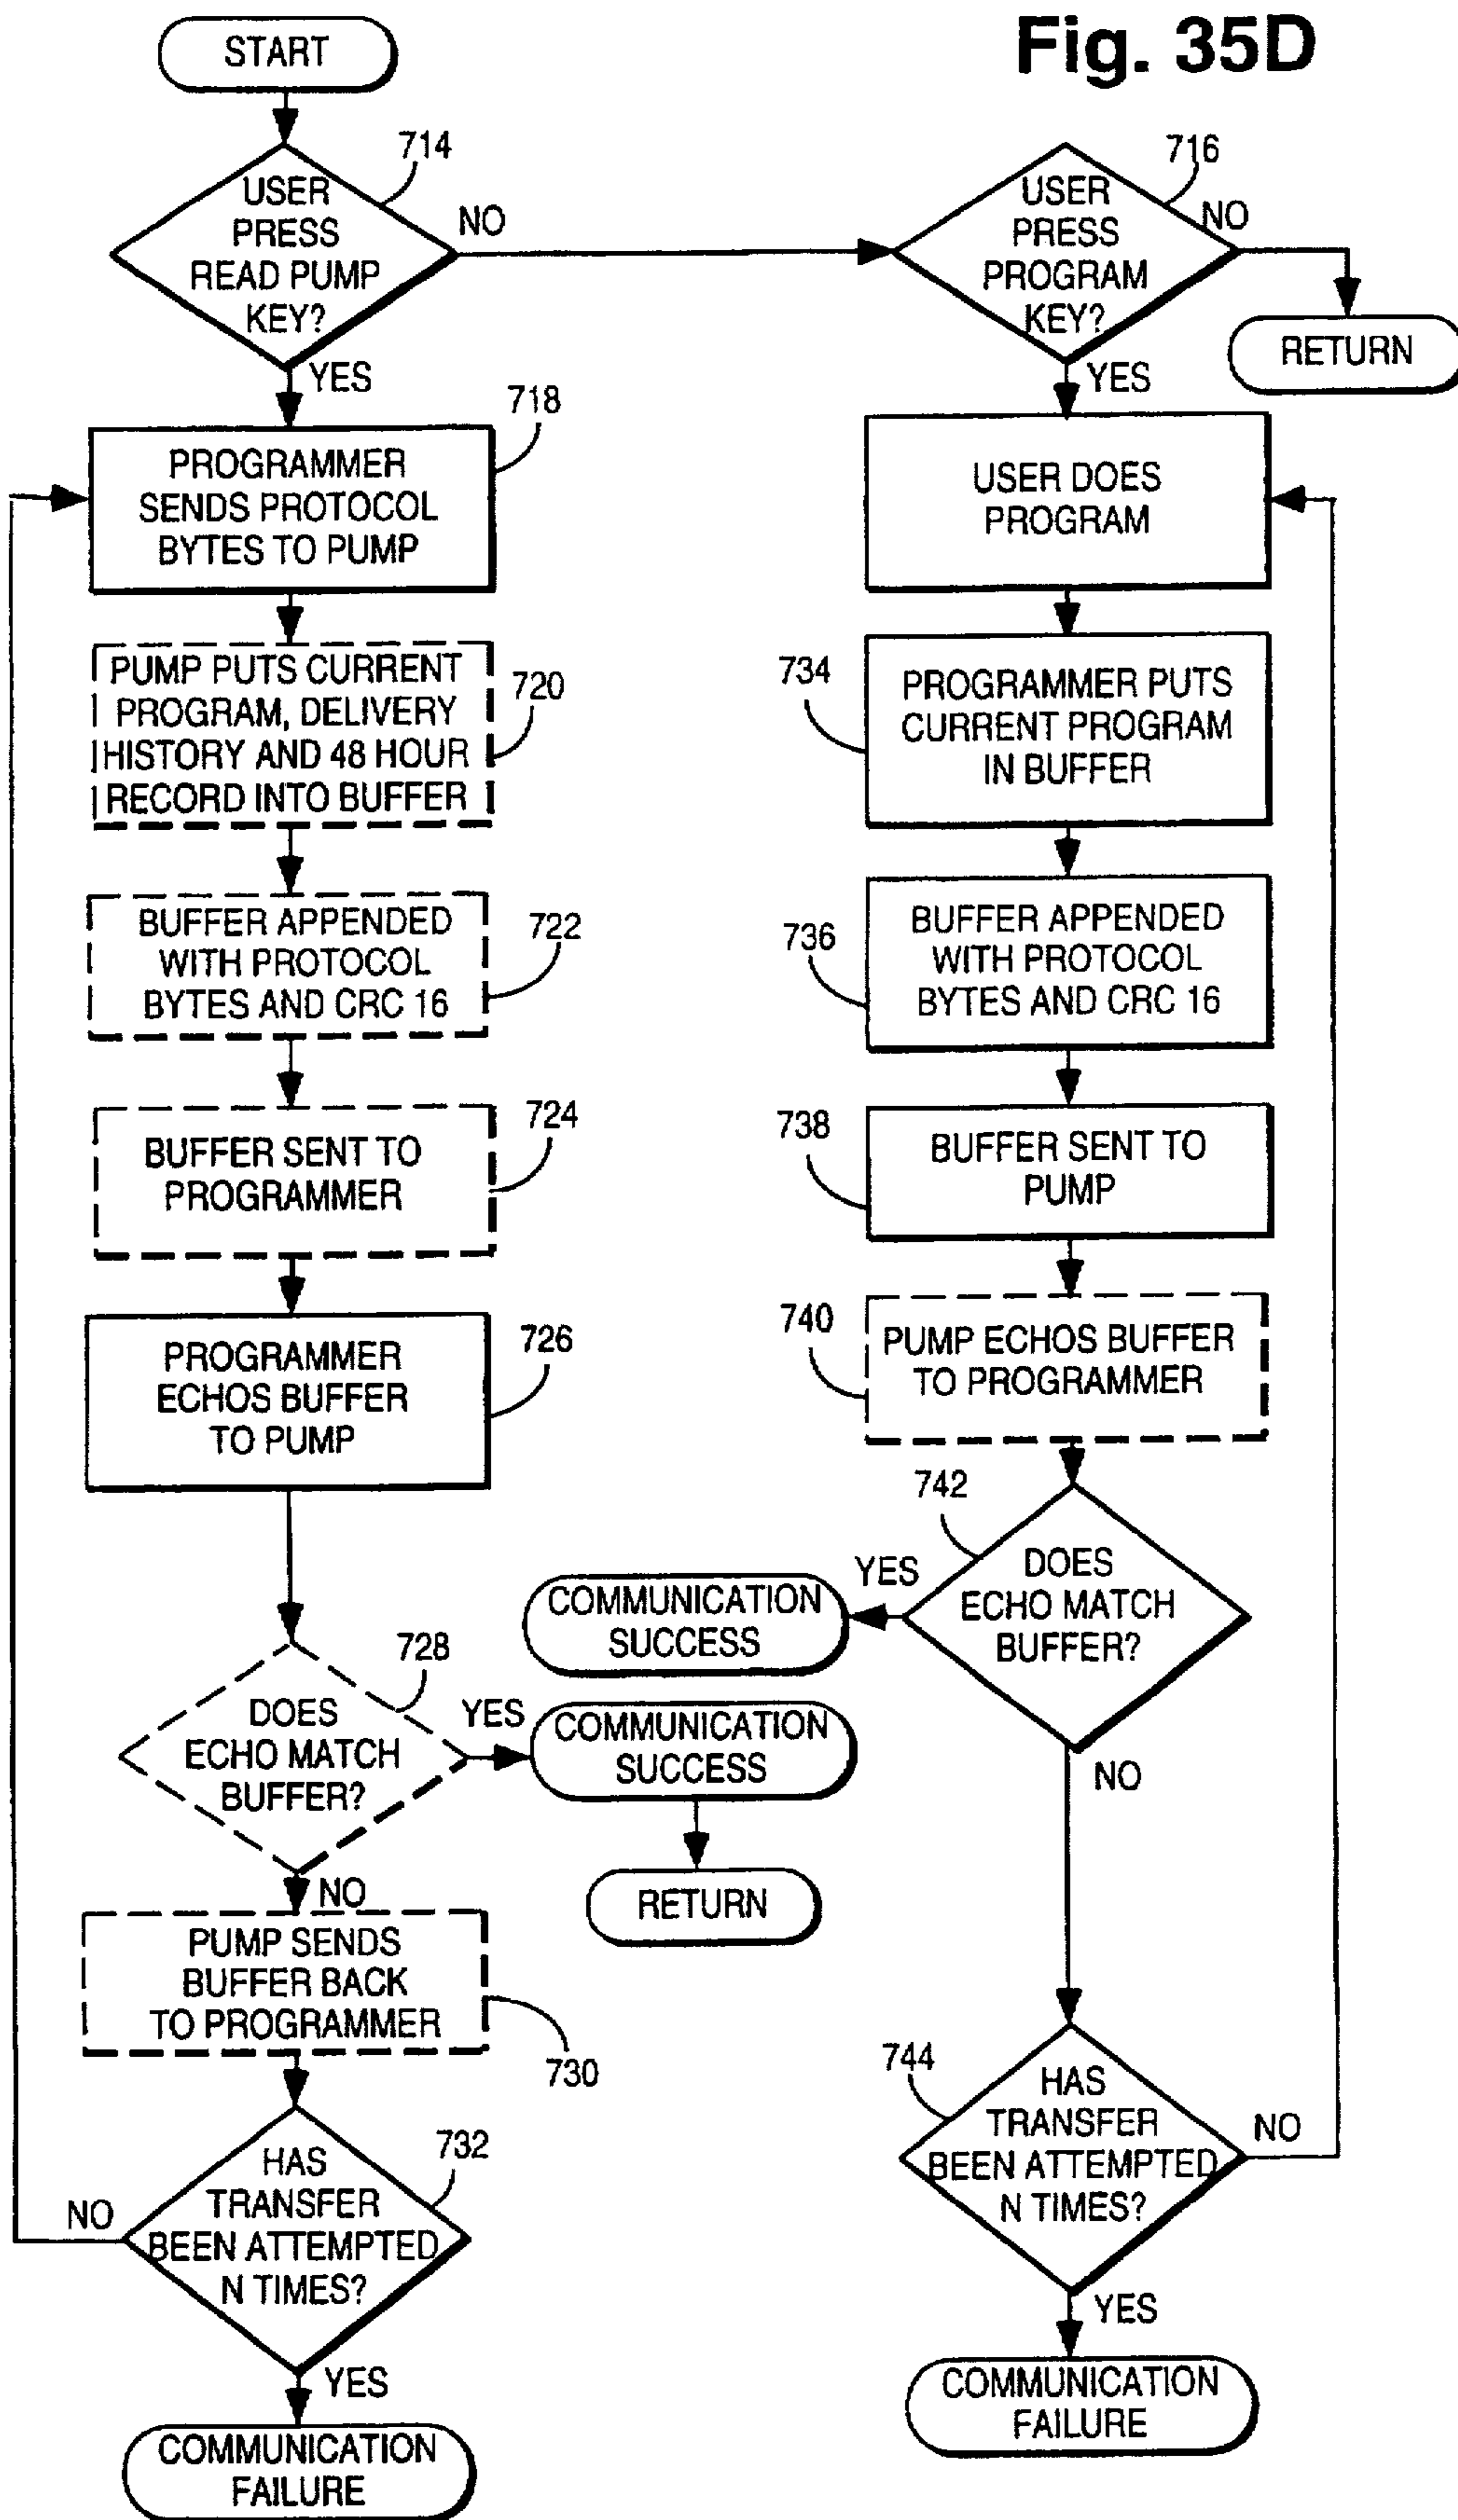 Fig. 35D
START
714
USER
PRESS
READ PUMP
KEY?
NO
YES
716
USER
PRESS
PROGRAM
KEY?
NO
RETURN
YES
718
PROGRAMMER
SENDS PROTOCOL
BYTES TO PUMP
720
PUMP PUTS CURRENT
PROGRAM, DELIVERY
HISTORY AND 48 HOUR
RECORD INTO BUFFER
722
BUFFER APPENDED
WITH PROTOCOL
BYTES AND CRC 16
724
BUFFER SENT TO
PROGRAMMER
726
PROGRAMMER
ECHOS BUFFER
TO PUMP
728
DOES
ECHO MATCH
BUFFER?
YES
COMMUNICATION
SUCCESS
RETURN
NO
PUMP SENDS
BUFFER BACK
TO PROGRAMMER
730
732
HAS
TRANSFER
BEEN ATTEMPTED
N TIMES?
NO
YES
COMMUNICATION
FAILURE
USER DOES
PROGRAM
734
PROGRAMMER PUTS
CURRENT PROGRAM
IN BUFFER
736
BUFFER APPENDED
WITH PROTOCOL
BYTES AND CRC 16
738
BUFFER SENT TO
PUMP
740
PUMP ECHOS BUFFER
TO PROGRAMMER
742
DOES
ECHO MATCH
BUFFER?
YES
COMMUNICATION
SUCCESS
NO
744
HAS
TRANSFER
BEEN ATTEMPTED
N TIMES?
NO
YES
COMMUNICATION
FAILURE